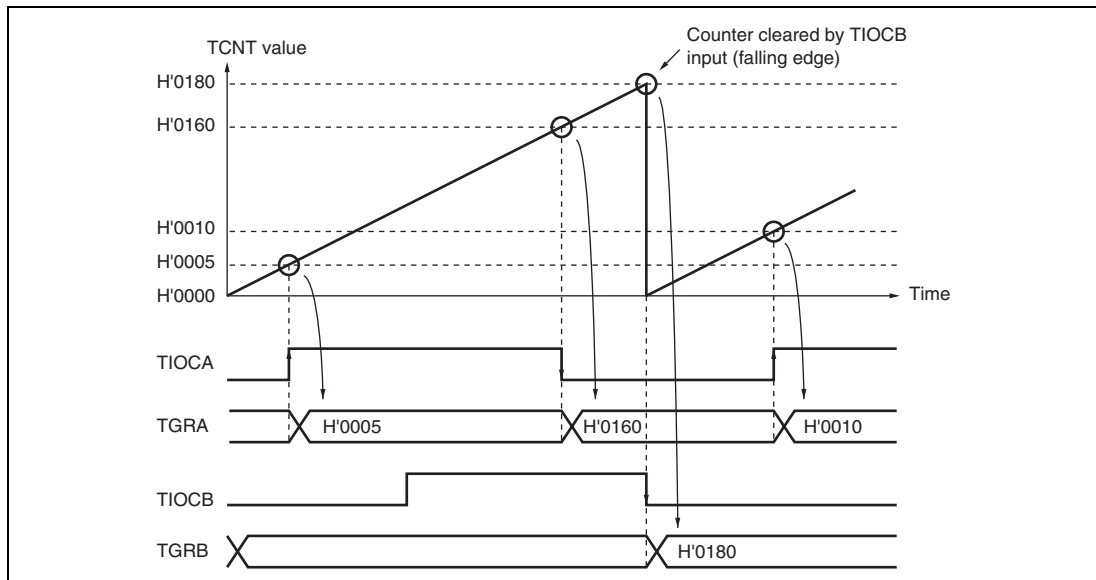 Counter cleared by TIOCB
input (falling edge)
TCNT value
H'0180
H'0160
H'0010
H'0005
H'0000
Time
TIOCA
TGRA
H'0005
H'0160
H'0010
TIOCB
TGRB
H'0180